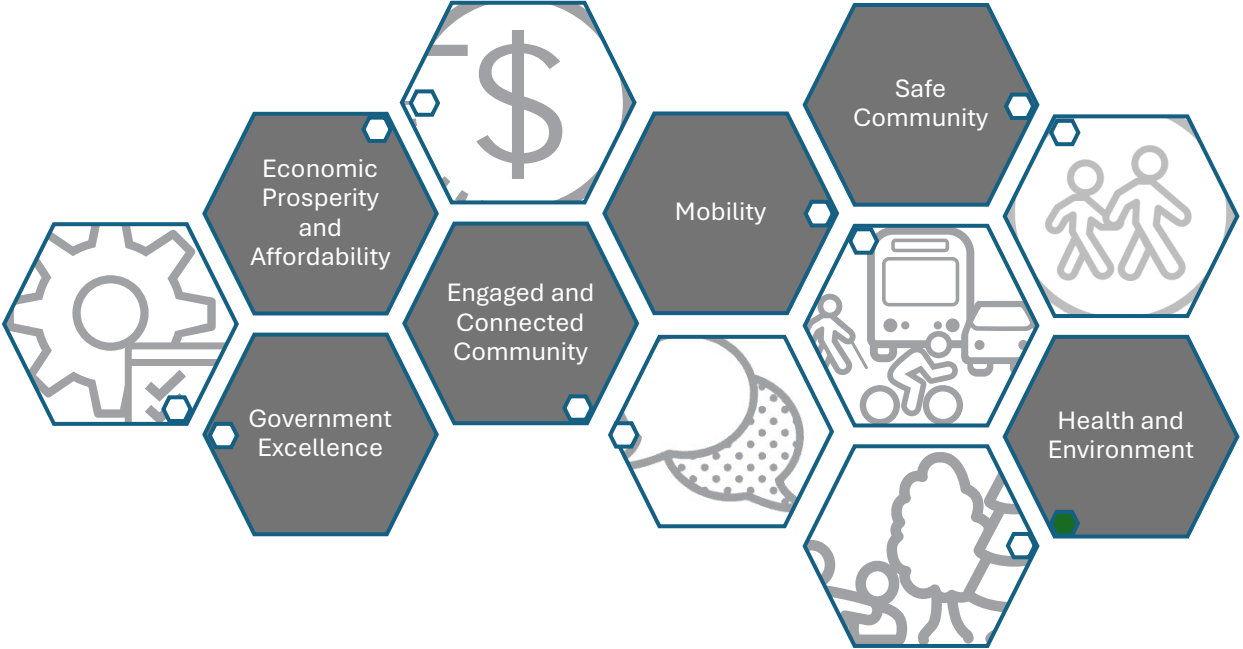 Safe
Community
Economic
Prosperity
and
Affordability
Mobility
Engaged and
Connected
Community
Government
Excellence
Health and
Environment